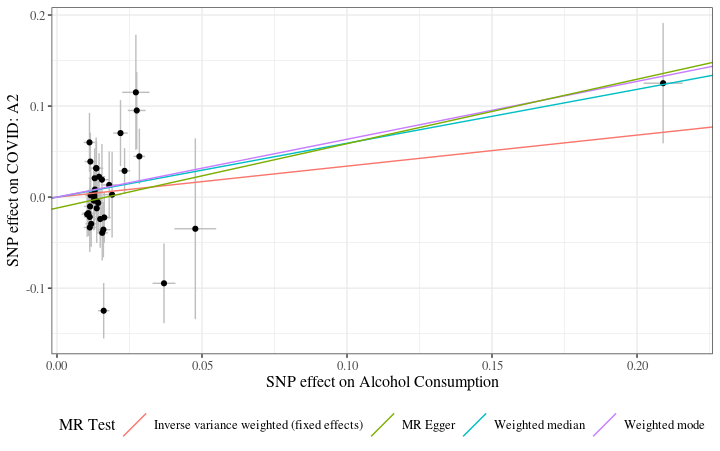 0.2
0.1
0.0
-0.1
SNP effect on COVID: A2
0.00
0.05
0.10
0.15
0.20
SNP effect on Alcohol Consumption
MR Test
Inverse variance weighted (fixed effects)
MR Egger
Weighted median
Weighted mode